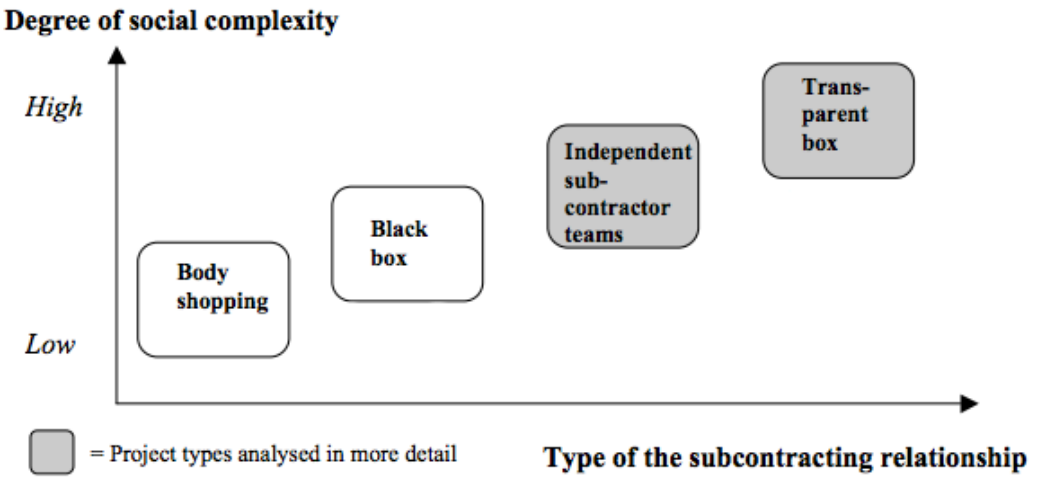 Degree of social complexity
High
Trans-
parent
box
Independent
sub-
contractor
teams
Black
box
Body
shopping
Low
= Project types analysed in more detail
Type of the subcontracting relationship